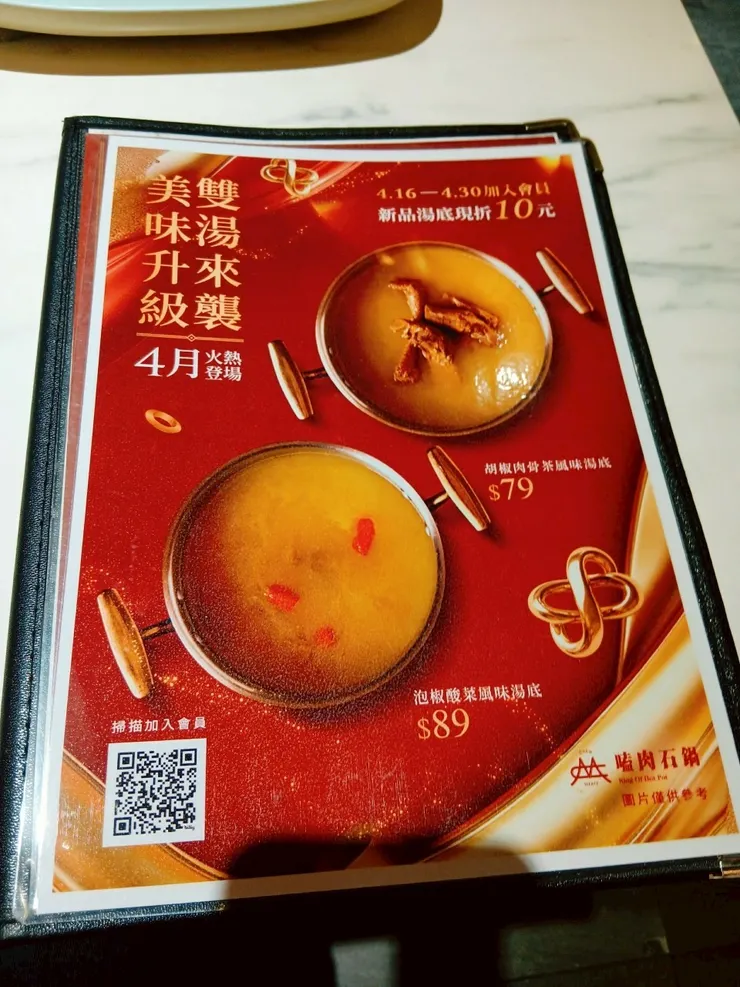 雙湯來襲
美味升級
4月火熱登場
4.16－4.30加入會員
新品湯底現折10元
胡椒肉骨茶風味湯底
$79
泡椒酸菜風味湯底
$89
掃描加入會員
嗑肉石鍋
King Of Hot Pot
圖片僅供參考